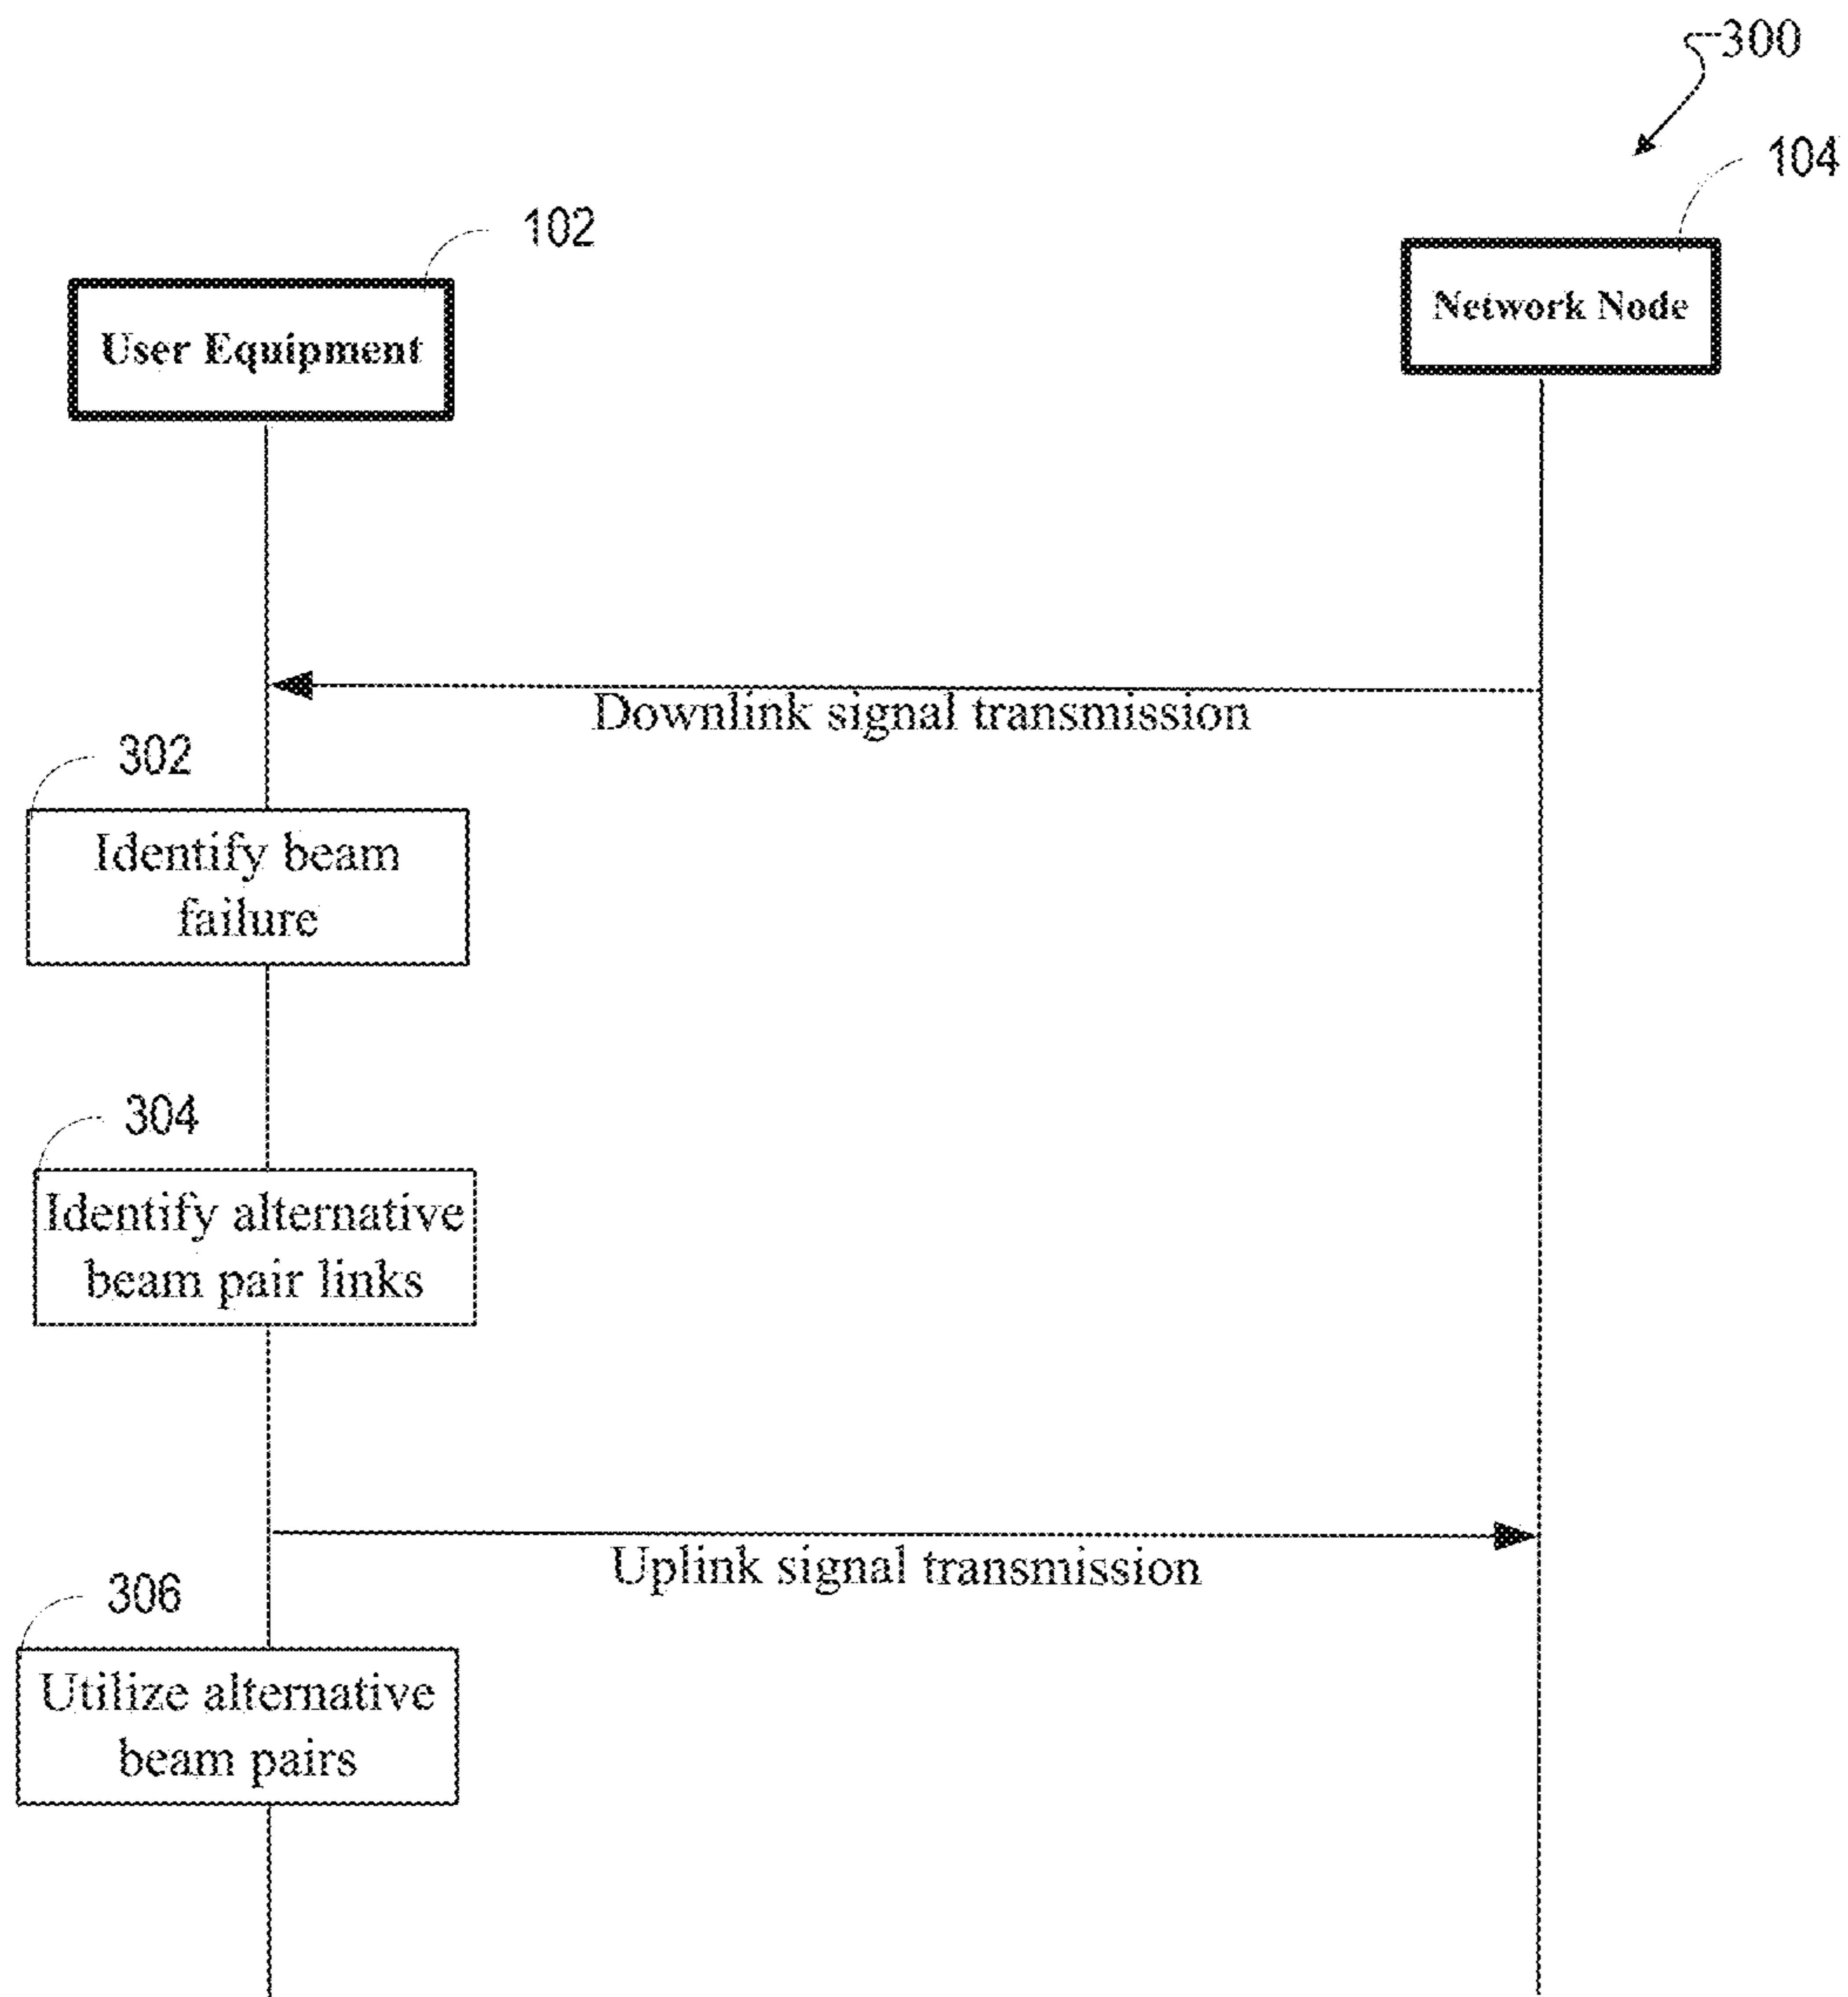 300
104
102
Network Node
User Equipment
Downlink signal transmission
302
Identify beam
failure
304
Identify alternative
beam pair links
Uplink signal transmission
306
Utilize alternative
beam pairs